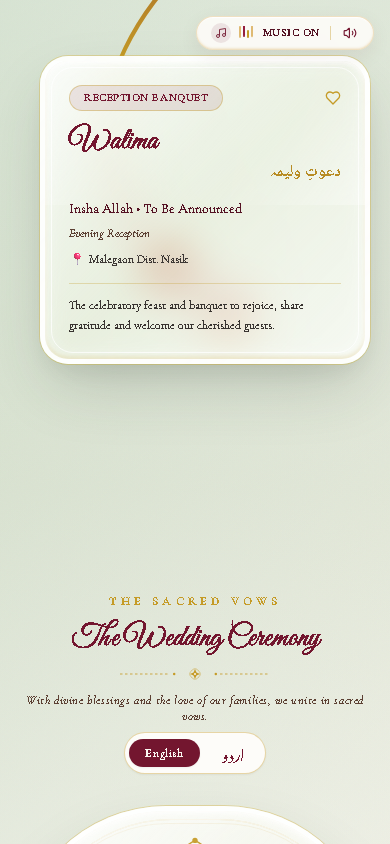 MUSIC ON
RECEPTION BANQUET
Walima
دعوتِ ولیمہ
Insha Allah • To Be Announced
Evening Reception
Malegaon Dist. Nasik
The celebratory feast and banquet to rejoice, share
gratitude and welcome our cherished guests.
THE SACRED VOWS
The Wedding Ceremony
With divine blessings and the love of our families, we unite in sacred
vows.
English
اردو